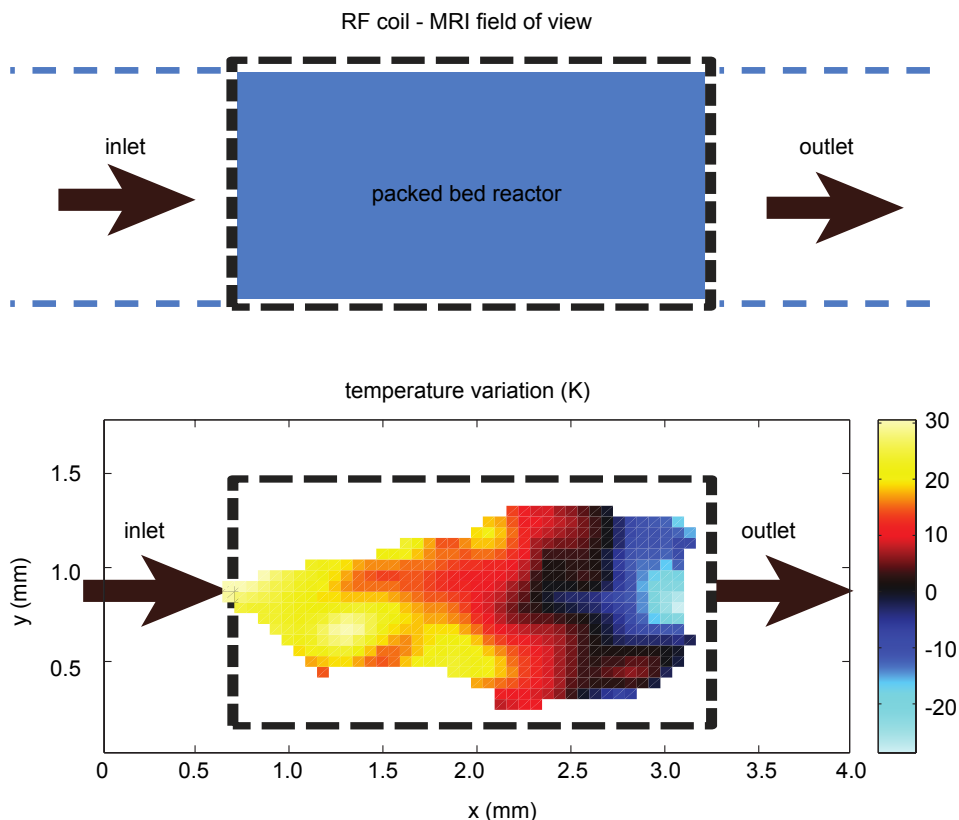 RF coil - MRI field of view
inlet
outlet
packed bed reactor
temperature variation (K)
30
20
10
0
-10
-20
1.5
1.0
0.5
y (mm)
inlet
outlet
0
0.5
1.0
1.5
2.0
2.5
3.0
3.5
4.0
x (mm)